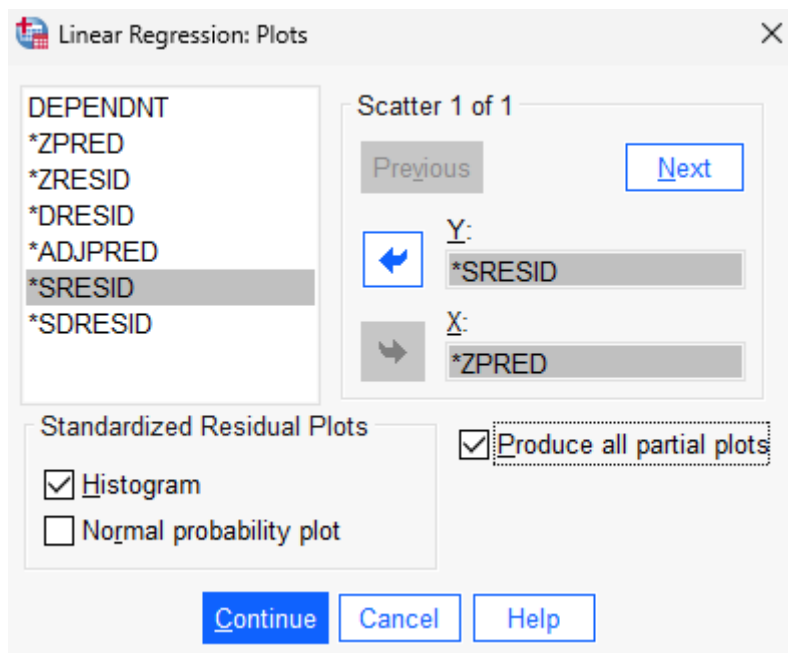 Linear Regression: Plots
DEPENDNT
*ZPRED
*ZRESID
*DRESID
*ADJPRED
*SRESID
*SDRESID
Scatter 1 of 1
Previous
Next
Y:
*SRESID
X:
*ZPRED
Standardized Residual Plots
Histogram
Normal probability plot
Produce all partial plots
Continue
Cancel
Help